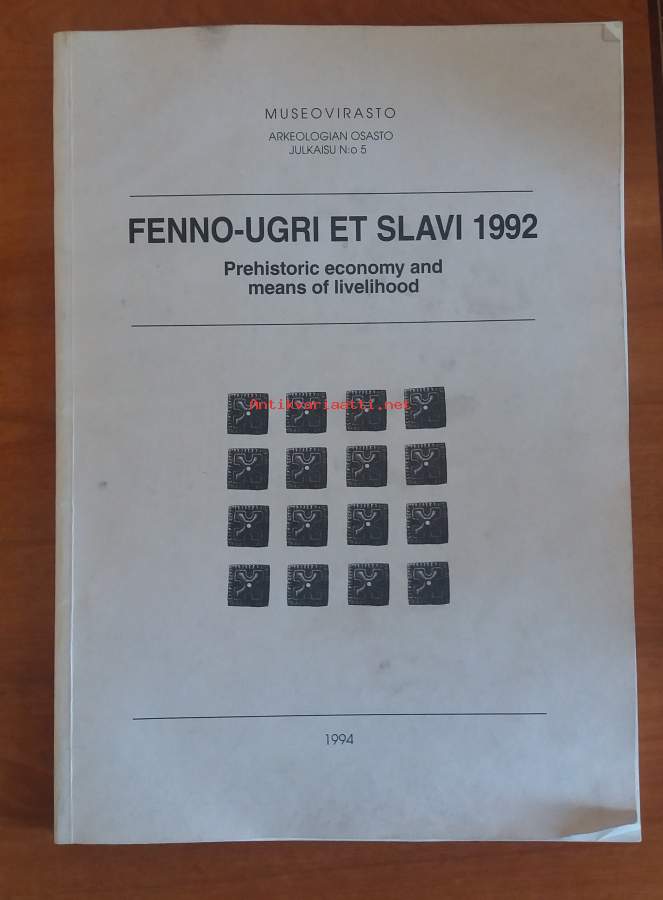 MUSEOVIRASTO
ARKEOLOGIAN OSASTO
JULKAISU N:o 5
FENNO-UGRI ET SLAVI 1992
Prehistoric economy and
means of livelihood
Antikvariaatti.net
1994